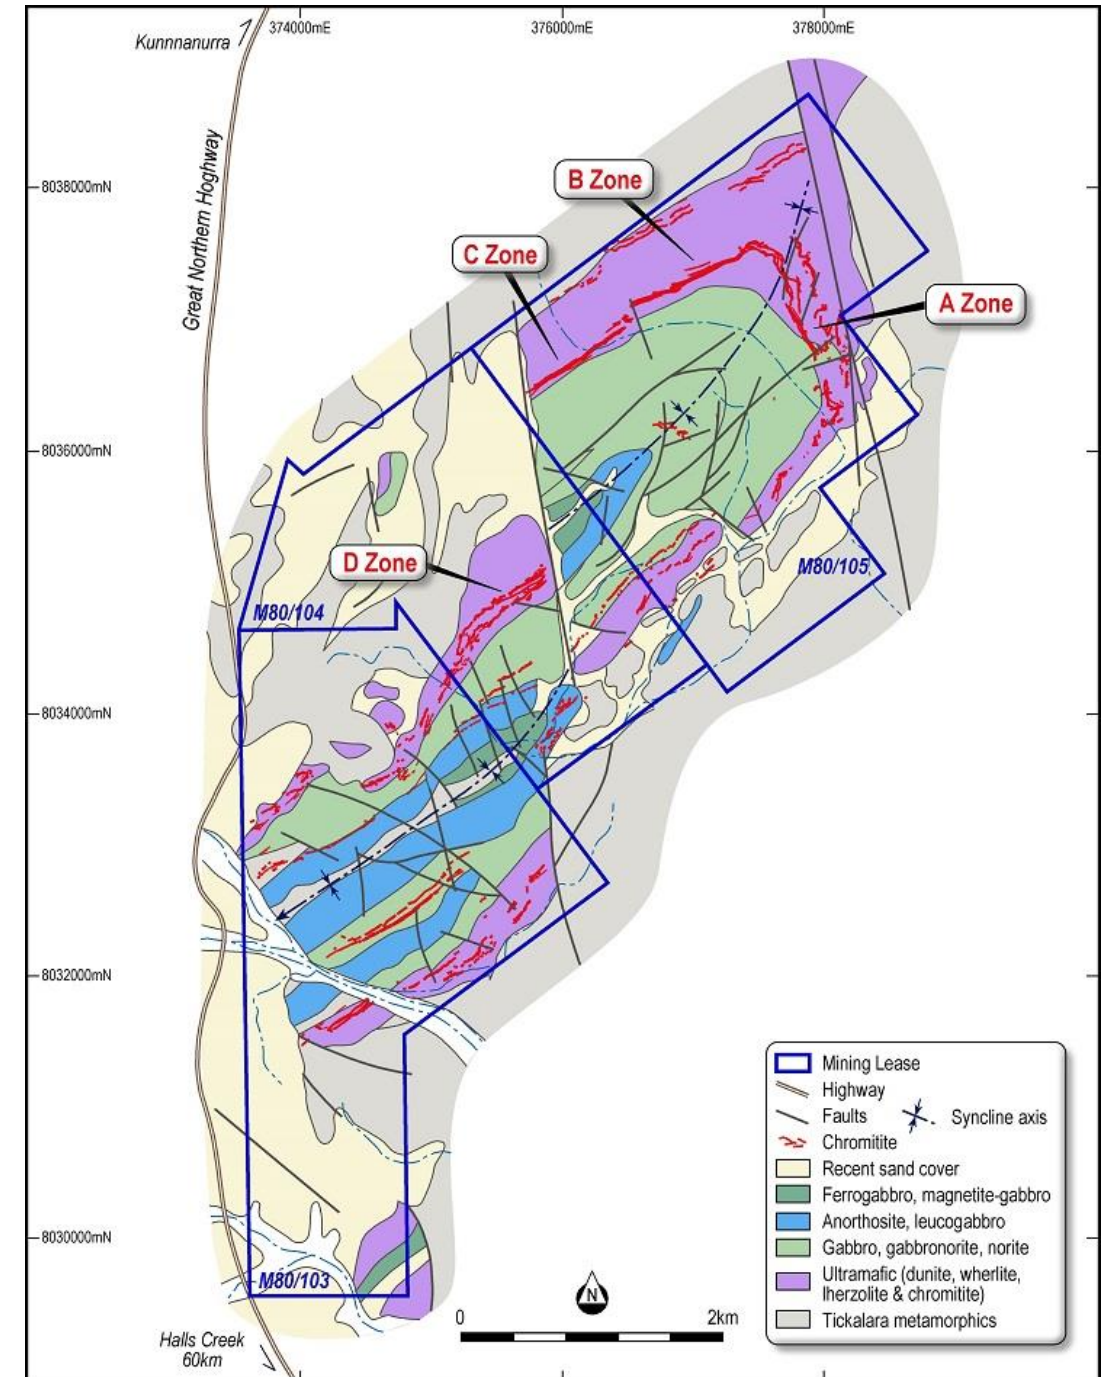 374000mE
376000mE
378000mE
Kunnnanurra
Great Northern Hoghway
8038000mN
B Zone
C Zone
A Zone
8036000mN
D Zone
M80/105
M80/104
8034000mN
8032000mN
8030000mN
M80/103
Halls Creek
60km
0
2km
N
Mining Lease
Highway
Faults
Syncline axis
Chromitite
Recent sand cover
Ferrogabbro, magnetite-gabbro
Anorthosite, leucogabbro
Gabbro, gabbronorite, norite
Ultramafic (dunite, wherlite,
lherzolite & chromitite)
Tickalara metamorphics